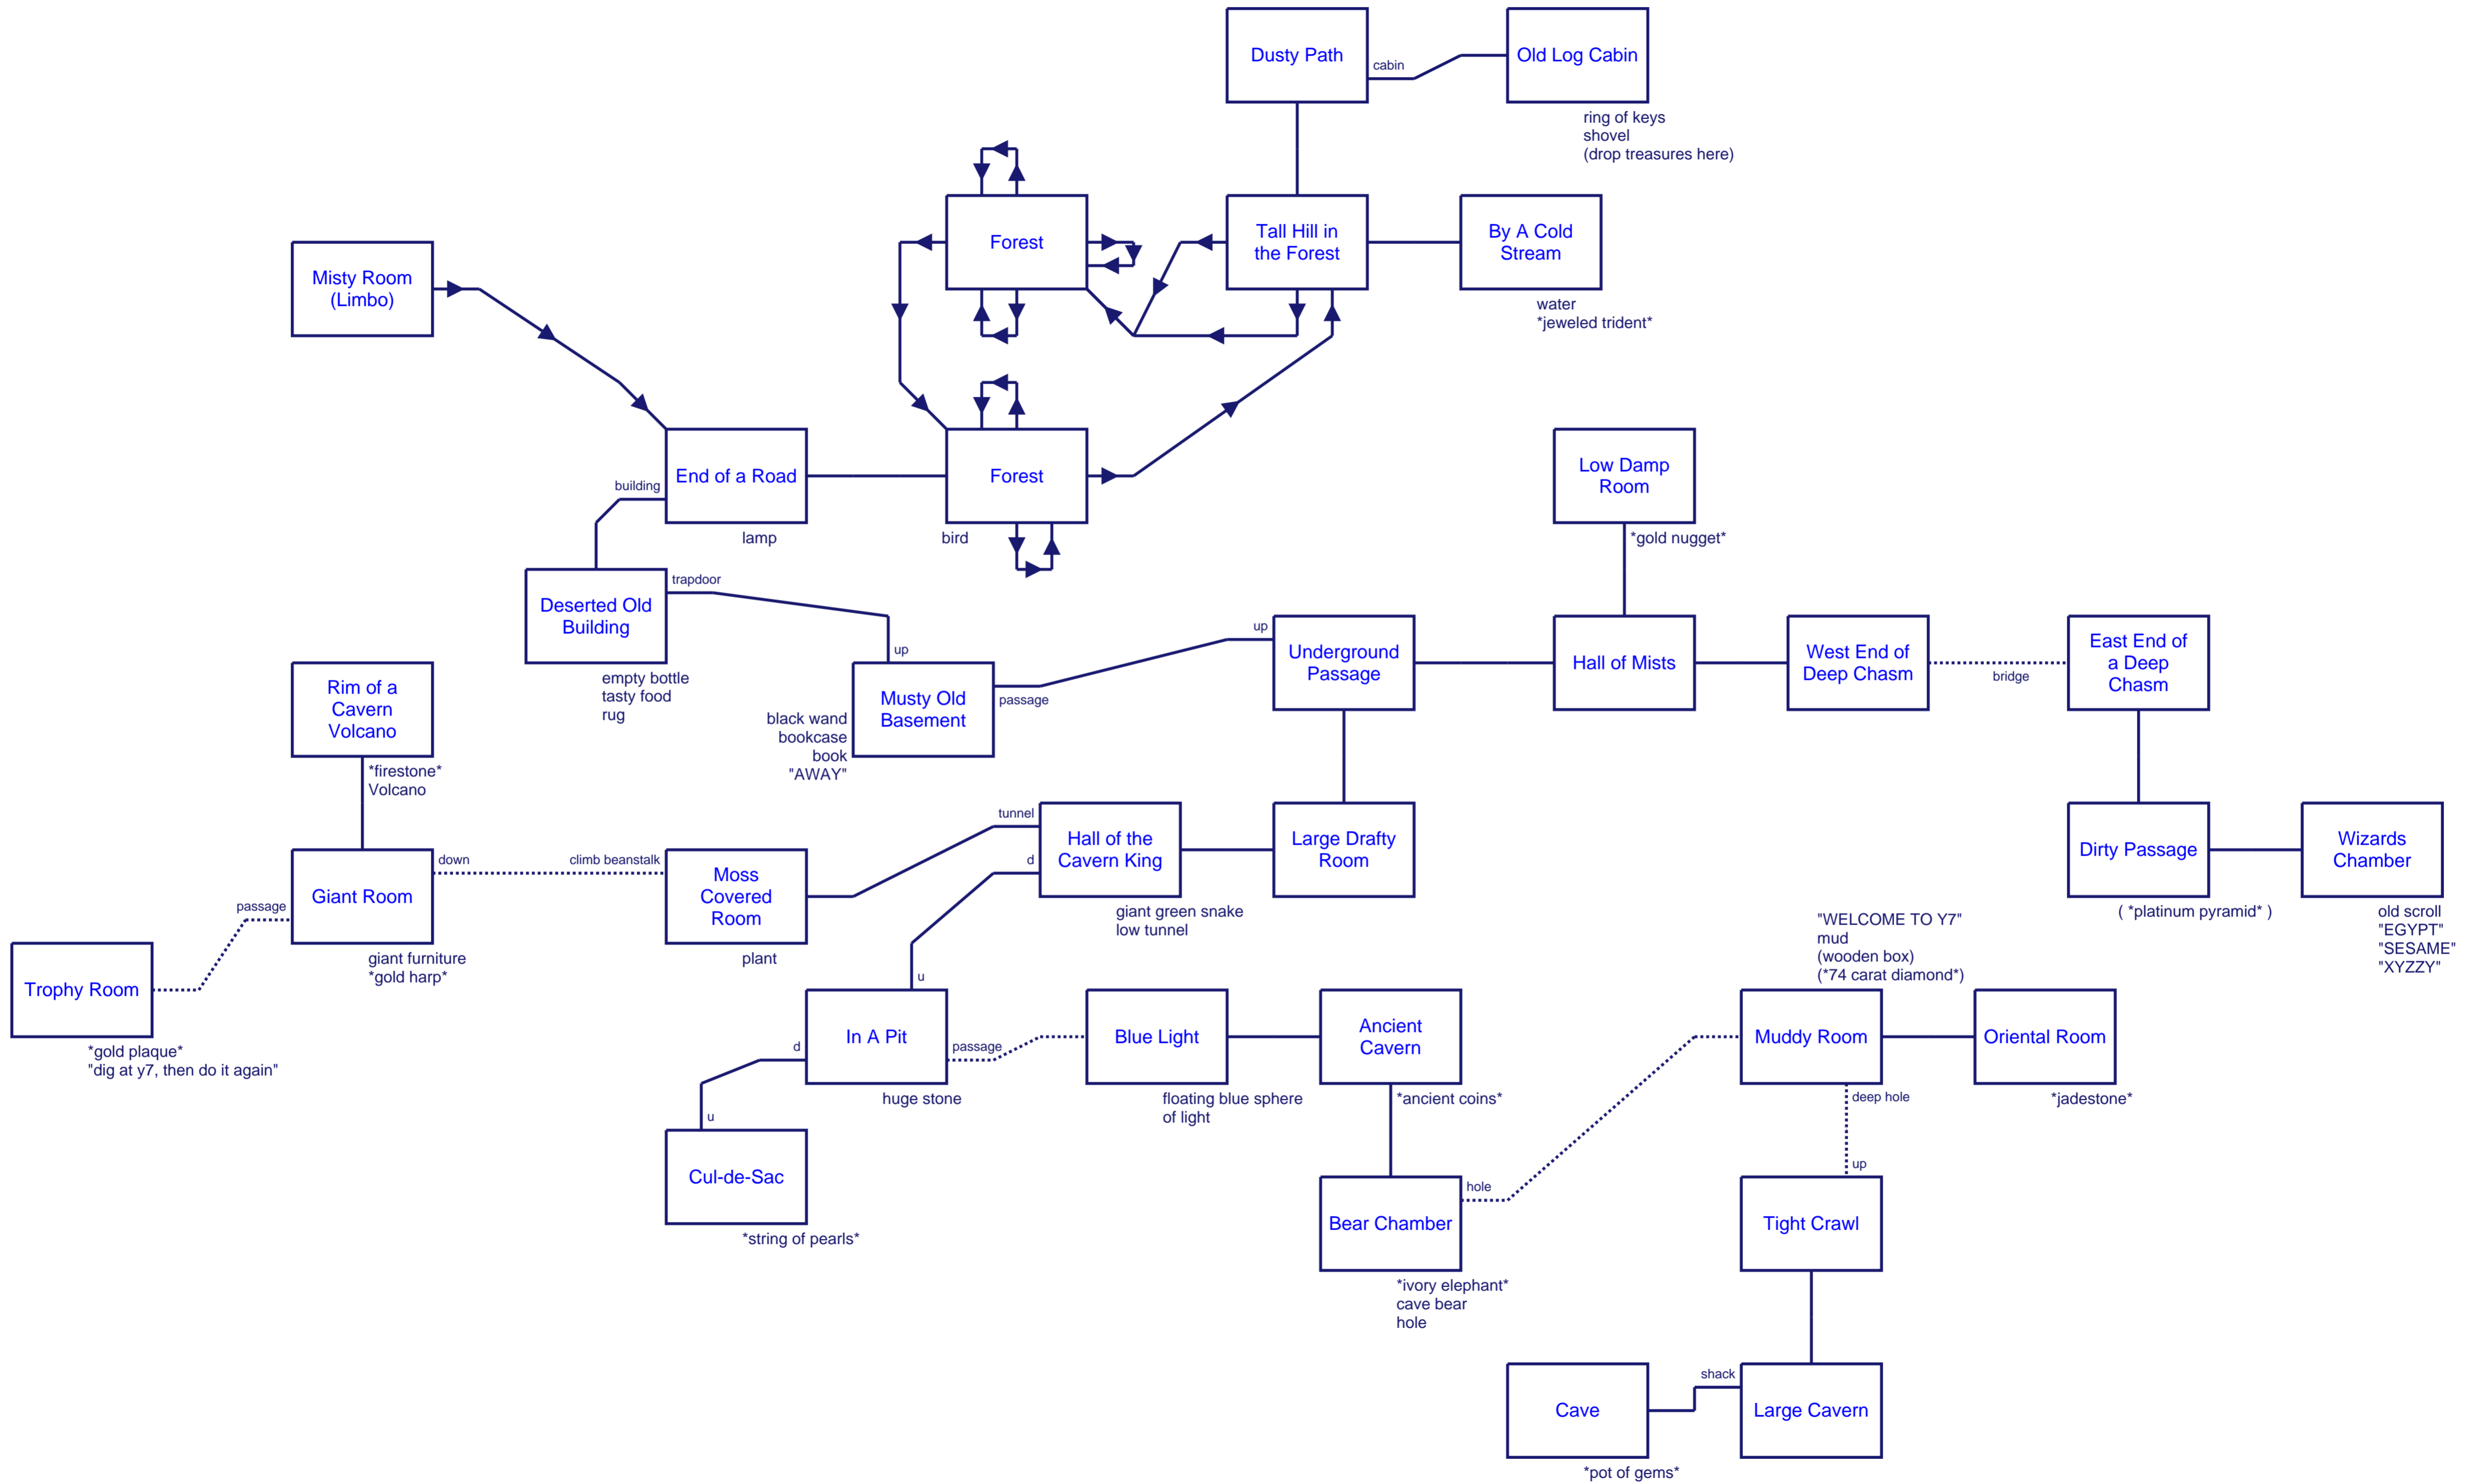 Dusty Path
cabin
Old Log Cabin
ring of keys
shovel
(drop treasures here)
Misty Room
(Limbo)
Forest
Tall Hill in
the Forest
By A Cold
Stream
water
*jeweled trident*
building
End of a Road
lamp
Forest
bird
Low Damp
Room
*gold nugget*
Deserted Old
Building
trapdoor
empty bottle
tasty food
rug
up
Musty Old
Basement
passage
black wand
bookcase
book
"AWAY"
up
Underground
Passage
Hall of Mists
West End of
Deep Chasm
bridge
East End of
a Deep
Chasm
Rim of a
Cavern
Volcano
*firestone*
Volcano
Giant Room
down
climb beanstalk
passage
giant furniture
*gold harp*
Moss
Covered
Room
plant
tunnel
d
Hall of the
Cavern King
giant green snake
low tunnel
Large Drafty
Room
Dirty Passage
( *platinum pyramid* )
Wizards
Chamber
old scroll
"EGYPT"
"SESAME"
"XYZZY"
Trophy Room
*gold plaque*
"dig at y7, then do it again"
u
In A Pit
d
passage
huge stone
Blue Light
floating blue sphere
of light
Ancient
Cavern
*ancient coins*
"WELCOME TO Y7"
mud
(wooden box)
(*74 carat diamond*)
Muddy Room
deep hole
Oriental Room
*jadestone*
u
Cul-de-Sac
*string of pearls*
hole
Bear Chamber
*ivory elephant*
cave bear
hole
up
Tight Crawl
Cave
*pot of gems*
shack
Large Cavern